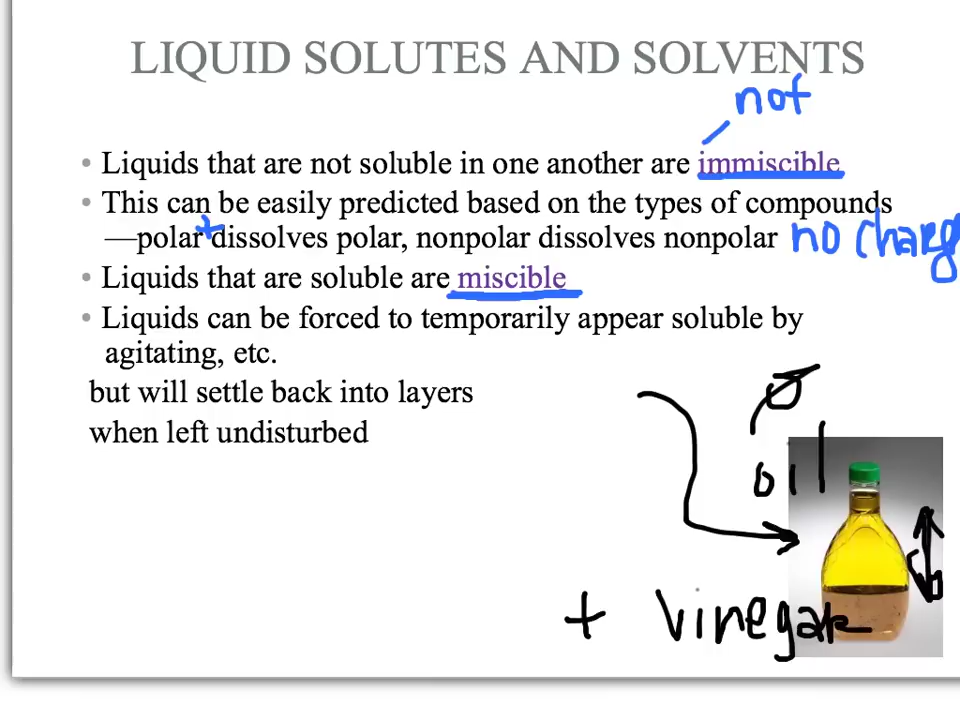 LIQUID SOLUTES AND SOLVENTS
not
• Liquids that are not soluble in one another are immiscible
• This can be easily predicted based on the types of compounds
—polar dissolves polar, nonpolar dissolves nonpolar no charg
+
• Liquids that are soluble are miscible
• Liquids can be forced to temporarily appear soluble by
agitating, etc.
but will settle back into layers
when left undisturbed
oil
+ vinegar